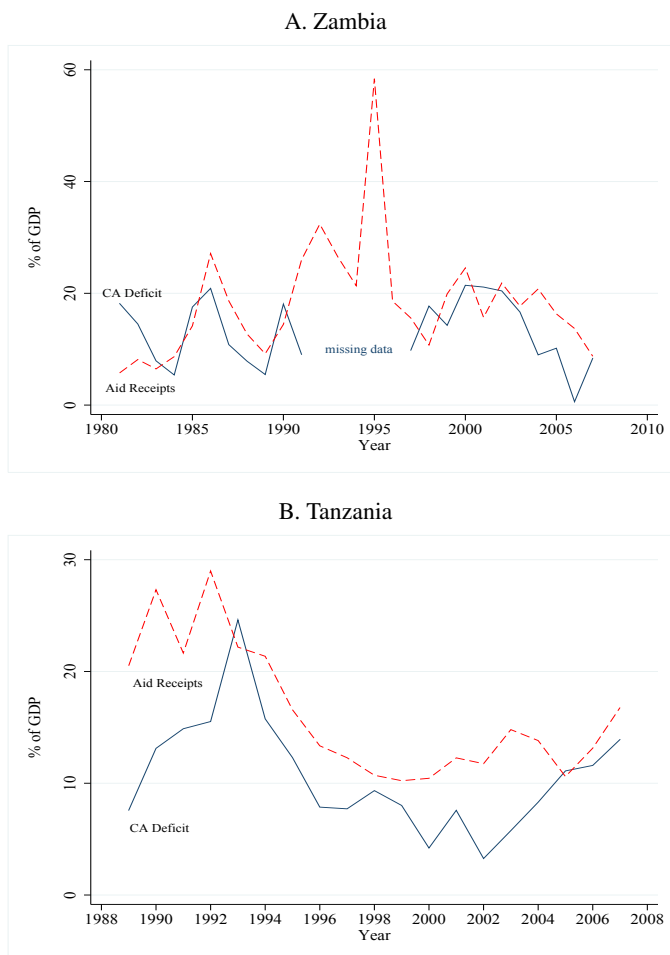 A. Zambia
60
40
20
0
% of GDP
CA Deficit
Aid Receipts
missing data
1980 1985 1990 1995 2000 2005 2010
Year
B. Tanzania
30
20
10
0
% of GDP
Aid Receipts
CA Deficit
1988 1990 1992 1994 1996 1998 2000 2002 2004 2006 2008
Year